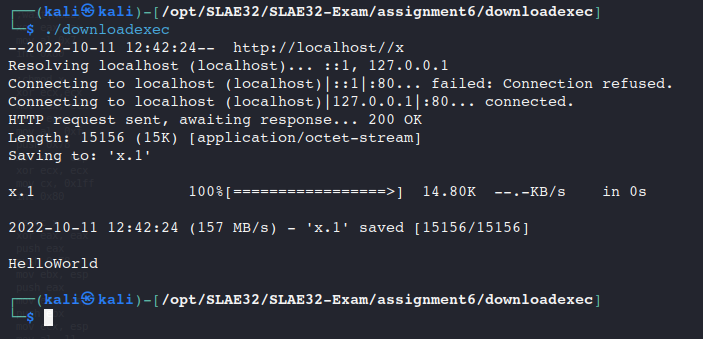 ┌──(kali㉿kali)-[/opt/SLAE32/SLAE32-Exam/assignment6/downloadexec]
└─$ ./downloadexec
--2022-10-11 12:42:24--  http://localhost//x
Resolving localhost (localhost)... ::1, 127.0.0.1
Connecting to localhost (localhost)|::1|:80... failed: Connection refused.
Connecting to localhost (localhost)|127.0.0.1|:80... connected.
HTTP request sent, awaiting response... 200 OK
Length: 15156 (15K) [application/octet-stream]
Saving to: 'x.1'
x.1                 100%[=================>]  14.80K  --.-KB/s    in 0s
2022-10-11 12:42:24 (157 MB/s) - 'x.1' saved [15156/15156]
HelloWorld
┌──(kali㉿kali)-[/opt/SLAE32/SLAE32-Exam/assignment6/downloadexec]
└─$